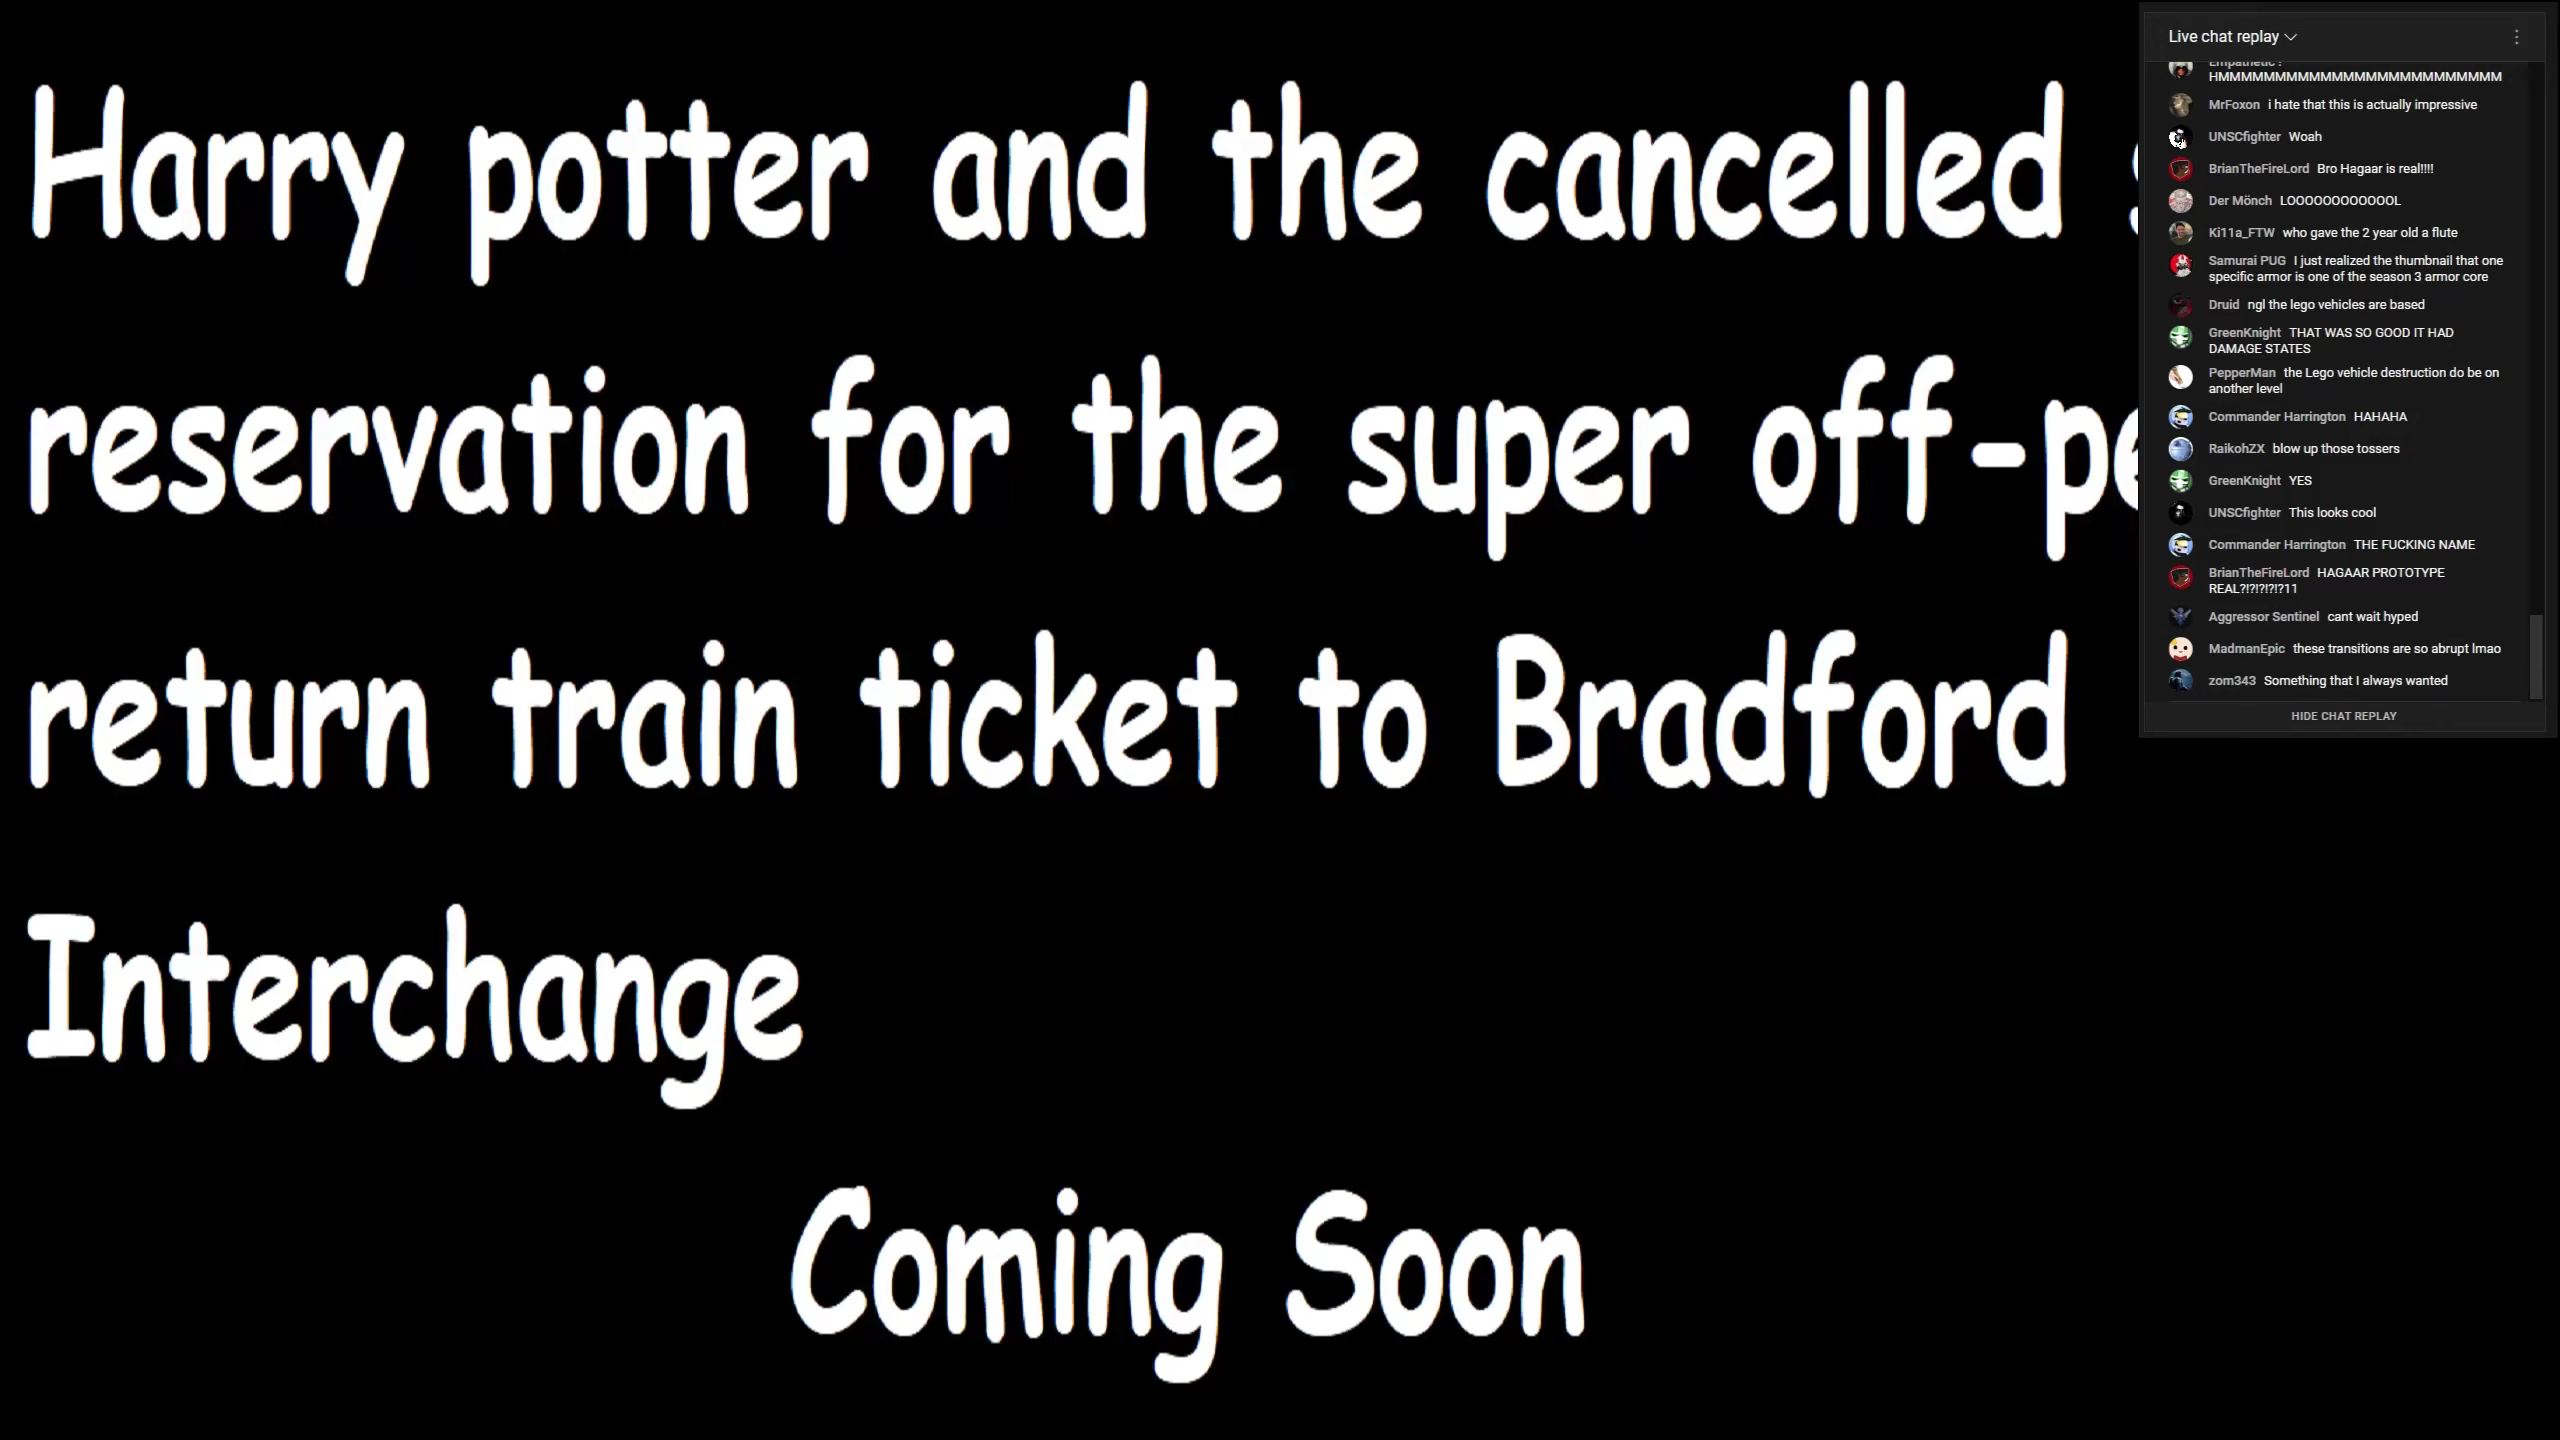 Harry potter and the cancelled
reservation for the super off-pe
return train ticket to Bradford
Interchange
Coming Soon
Live chat replay
HMMMMMMMMMMMMMMMMMMMMMMMMM
MrFoxon i hate that this is actually impressive
UNSCfighter Woah
BrianTheFireLord Bro Hagaar is real!!!!
Der Mönch LOOOOOOOOOOOOL
Ki11a_FTW who gave the 2 year old a flute
Samurai PUG I just realized the thumbnail that one
specific armor is one of the season 3 armor core
Druid ngl the lego vehicles are based
GreenKnight THAT WAS SO GOOD IT HAD
DAMAGE STATES
PepperMan the Lego vehicle destruction do be on
another level
Commander Harrington HAHAHA
RaikohZX blow up those tossers
GreenKnight YES
UNSCfighter This looks cool
Commander Harrington THE FUCKING NAME
BrianTheFireLord HAGAAR PROTOTYPE
REAL?!?!?!?!?11
Aggressor Sentinel cant wait hyped
MadmanEpic these transitions are so abrupt lmao
zom343 Something that I always wanted
HIDE CHAT REPLAY